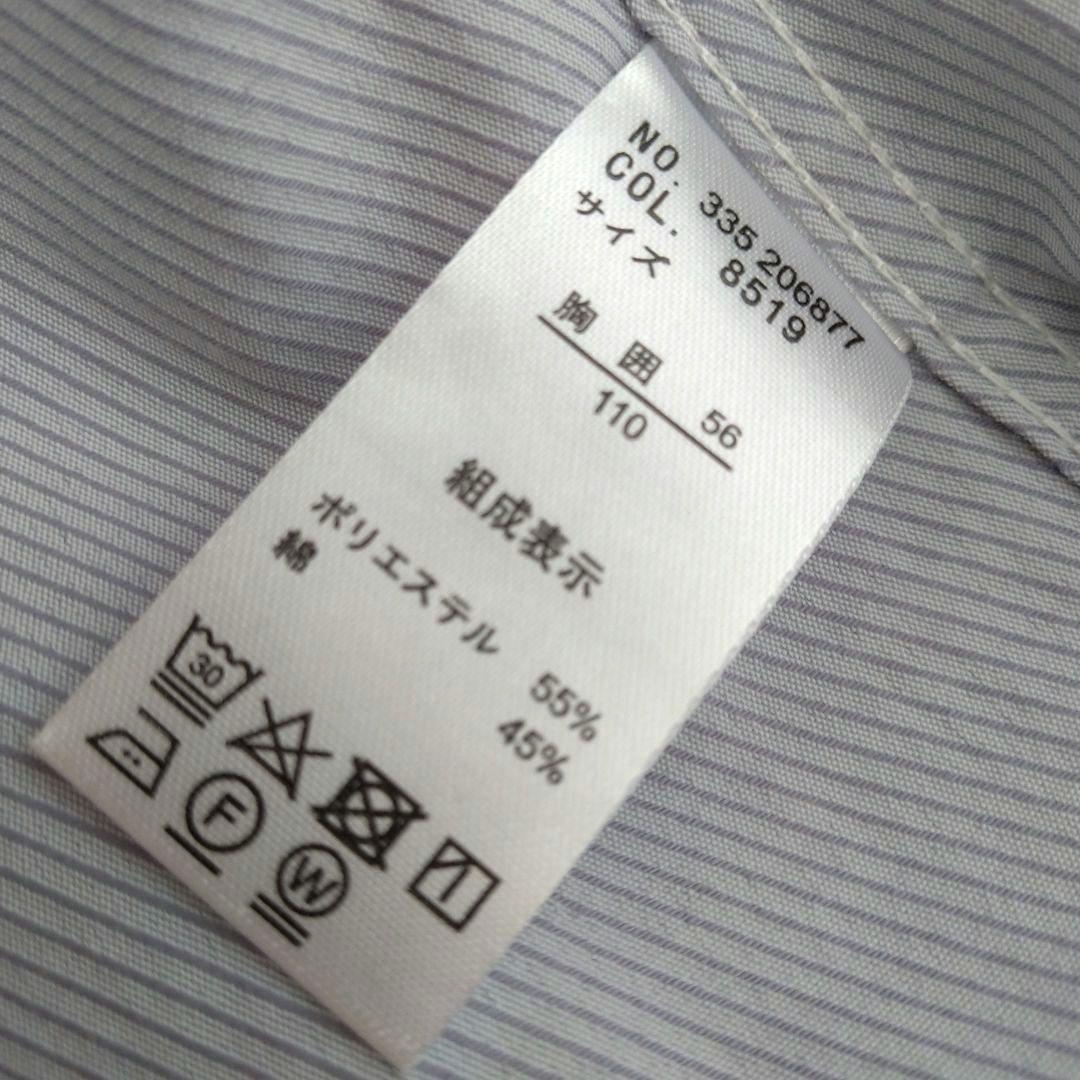 NO. 335 206877
COL. 8519
サイズ 56
胸囲
110
組成表示
ポリエステル 55%
綿 45%
30
F
W